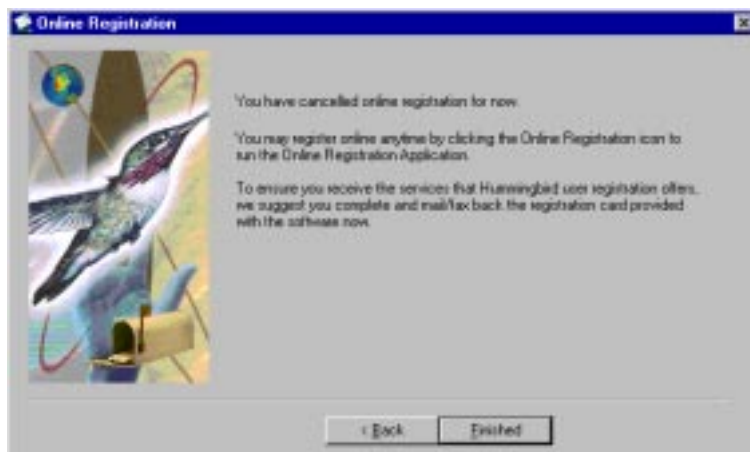 Online Registration
You have cancelled online registration for now.
You may register online anytime by clicking the Online Registration icon to
run the Online Registration Application.
To ensure you receive the services that Hummingbird user registration offers,
we suggest you complete and mail/fax back the registration card provided
with the software now.
< Back
Finished